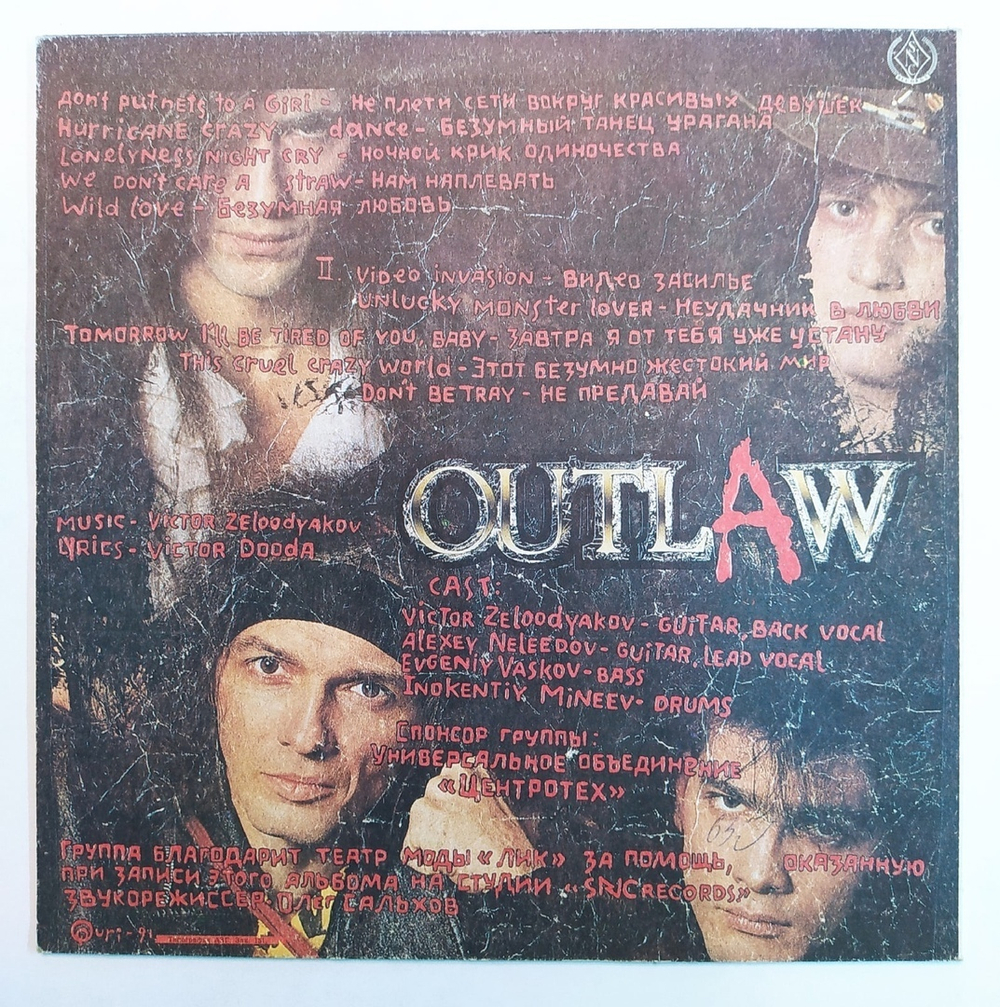 SNC
Don't put nets to a Girl - Не плети сети вокруг красивых девушек
Hurricane crazy dance - Безумный танец урагана
Lonelyness night cry - Ночной крик одиночества
We don't care a straw - Нам наплевать
Wild love - Безумная любовь
II. Video invasion - Видео засилье
Unlucky monster lover - Неудачник в любви
Tomorrow I'll be tired of you, baby - Завтра я от тебя уже устану
This cruel crazy world - Этот безумно жестокий мир
Don't betray - Не предавай
OUTLAW
Music - Victor Zeloodyakov
Lyrics - Victor Dooda
CAST:
Victor Zeloodyakov - guitar, back vocal
Alexey Neleedov - guitar, lead vocal
Evgeniy Vaskov - bass
Inokentiy Mineev - drums
Спонсор группы:
Универсальное объединение
«Центротех»
Группа благодарит театр моды «Лик» за помощь, оказанную
при записи этого альбома на студии «SNC Records»
Звукорежиссер Олег Сальхов
uri-91